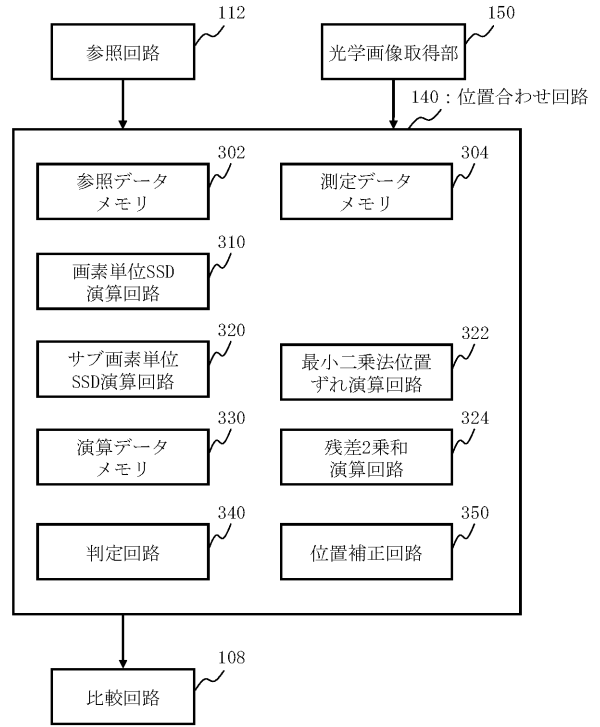 112
参照回路
150
光学画像取得部
140：位置合わせ回路
302
参照データ
メモリ
304
測定データ
メモリ
310
画素単位SSD
演算回路
320
サブ画素単位
SSD演算回路
322
最小二乗法位置
ずれ演算回路
330
演算データ
メモリ
324
残差2乗和
演算回路
340
判定回路
350
位置補正回路
108
比較回路